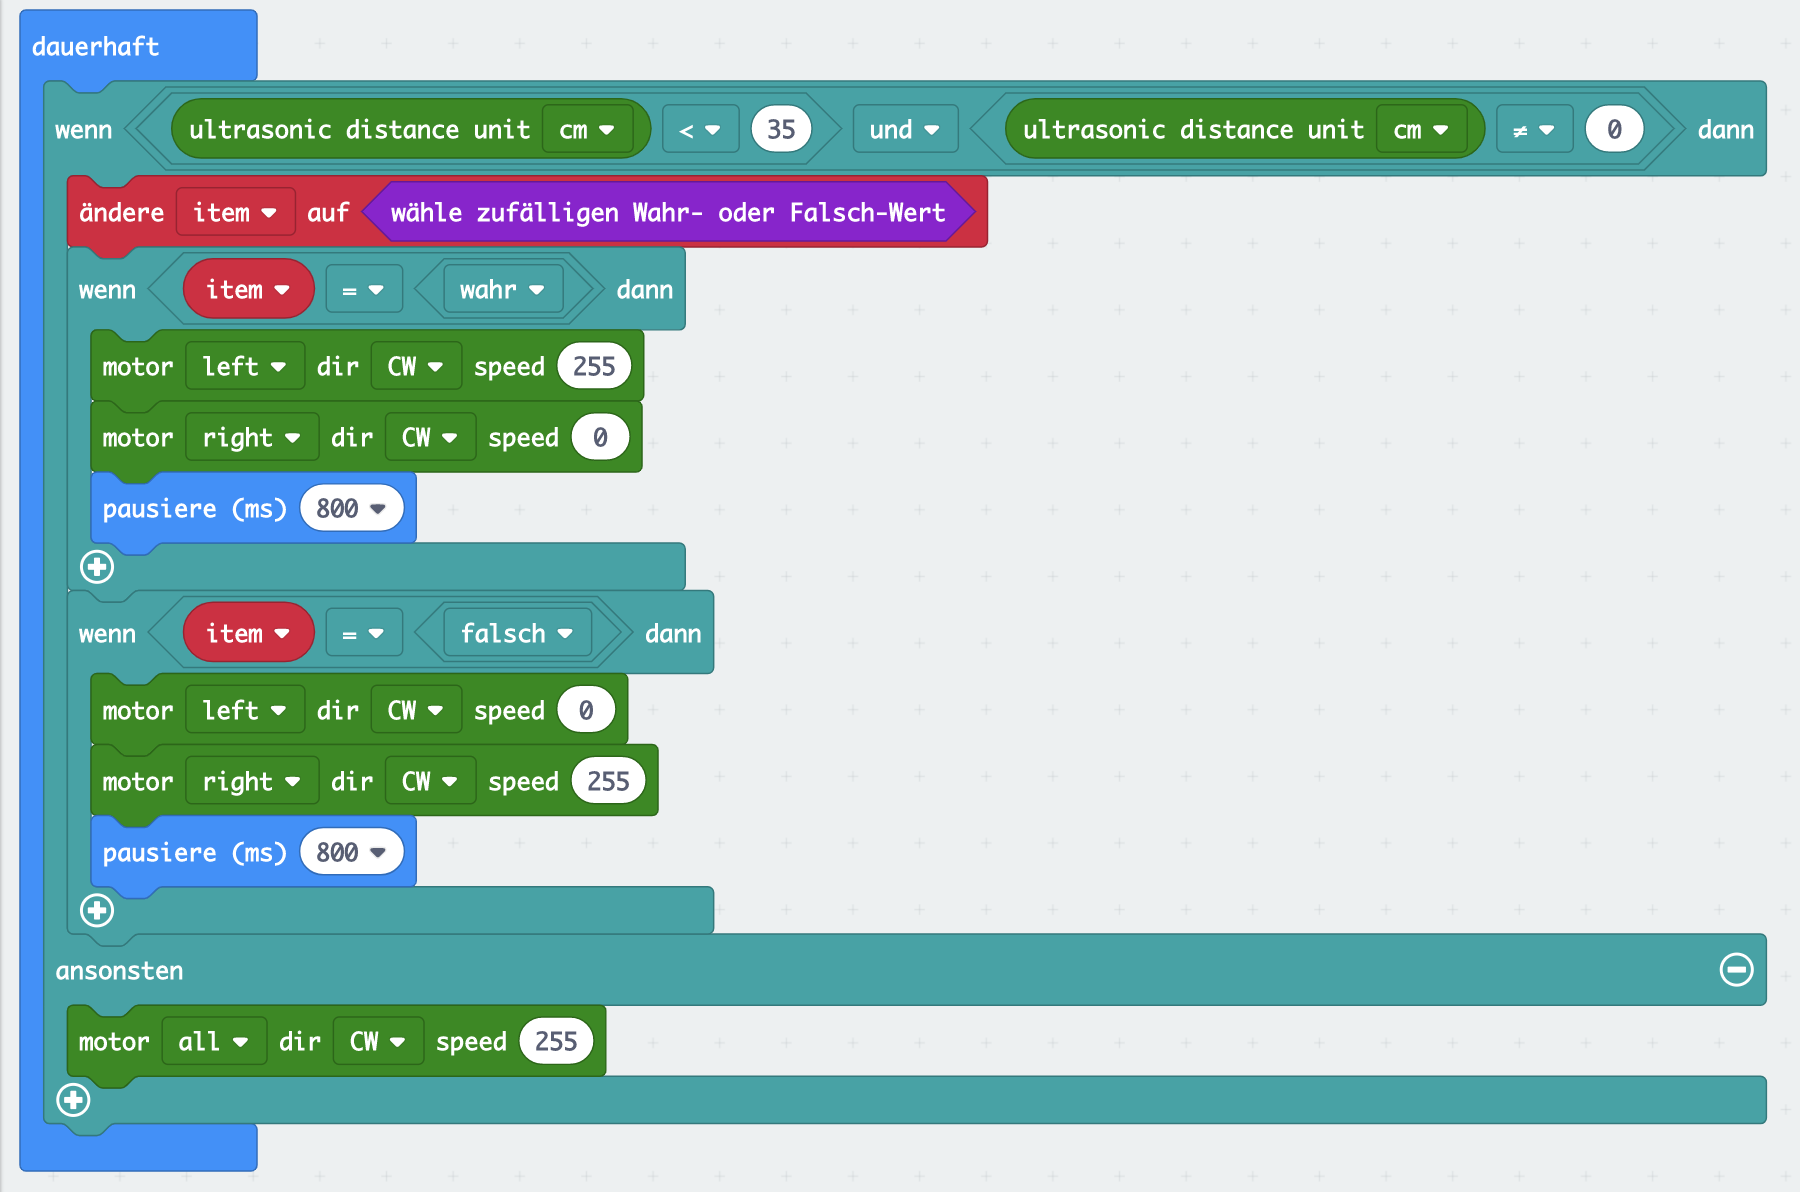 dauerhaft
wenn ultrasonic distance unit cm < 35 und ultrasonic distance unit cm ≠ 0 dann
ändere item auf wähle zufälligen Wahr- oder Falsch-Wert
wenn item = wahr dann
motor left dir CW speed 255
motor right dir CW speed 0
pausiere (ms) 800
wenn item = falsch dann
motor left dir CW speed 0
motor right dir CW speed 255
pausiere (ms) 800
ansonsten
motor all dir CW speed 255